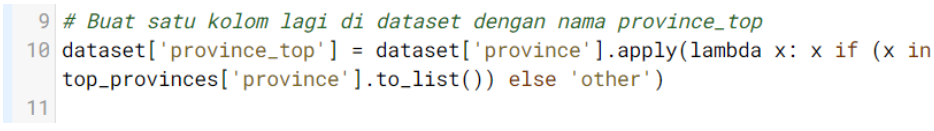 9 # Buat satu kolom lagi di dataset dengan nama province_top
10 dataset['province_top'] = dataset['province'].apply(lambda x: x if (x in
top_provinces['province'].to_list()) else 'other')
11